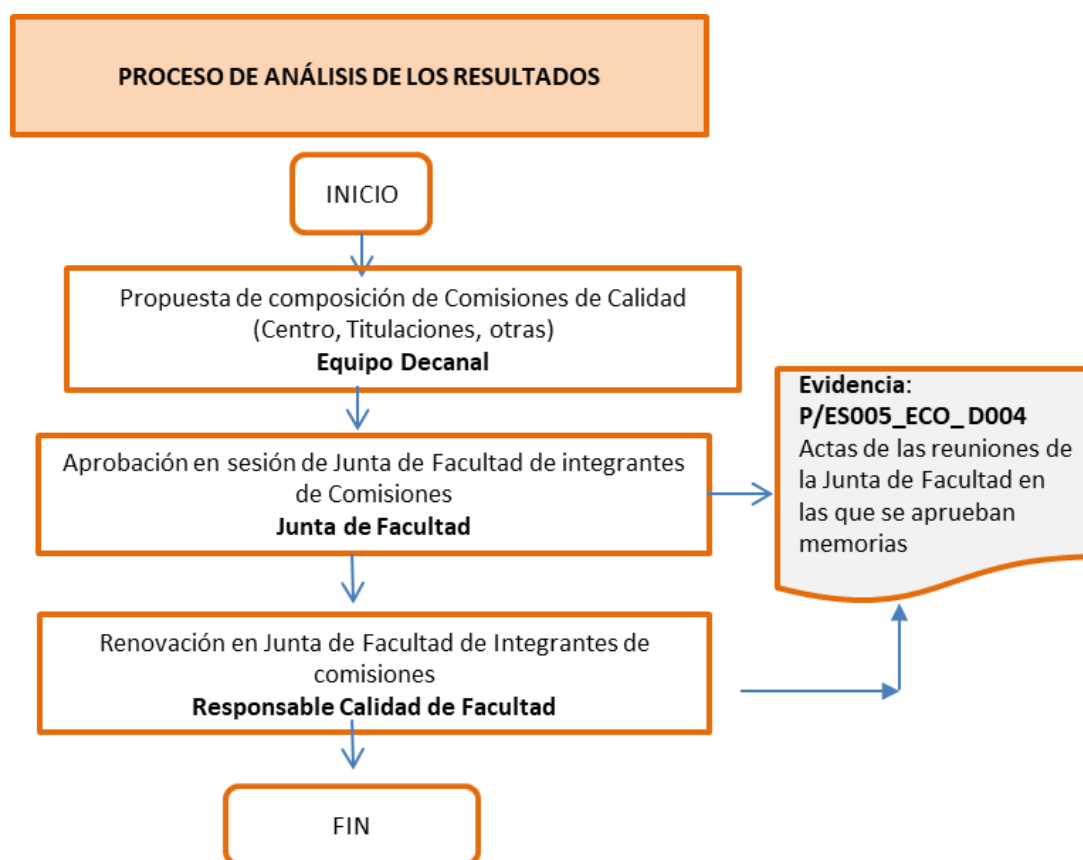 PROCESO DE ANÁLISIS DE LOS RESULTADOS
INICIO
Propuesta de composición de Comisiones de Calidad
(Centro, Titulaciones, otras)
Equipo Decanal
Aprobación en sesión de Junta de Facultad de integrantes
de Comisiones
Junta de Facultad
Evidencia:
P/ES005_ECO_ D004
Actas de las reuniones de
la Junta de Facultad en
las que se aprueban
memorias
Renovación en Junta de Facultad de Integrantes de
comisiones
Responsable Calidad de Facultad
FIN